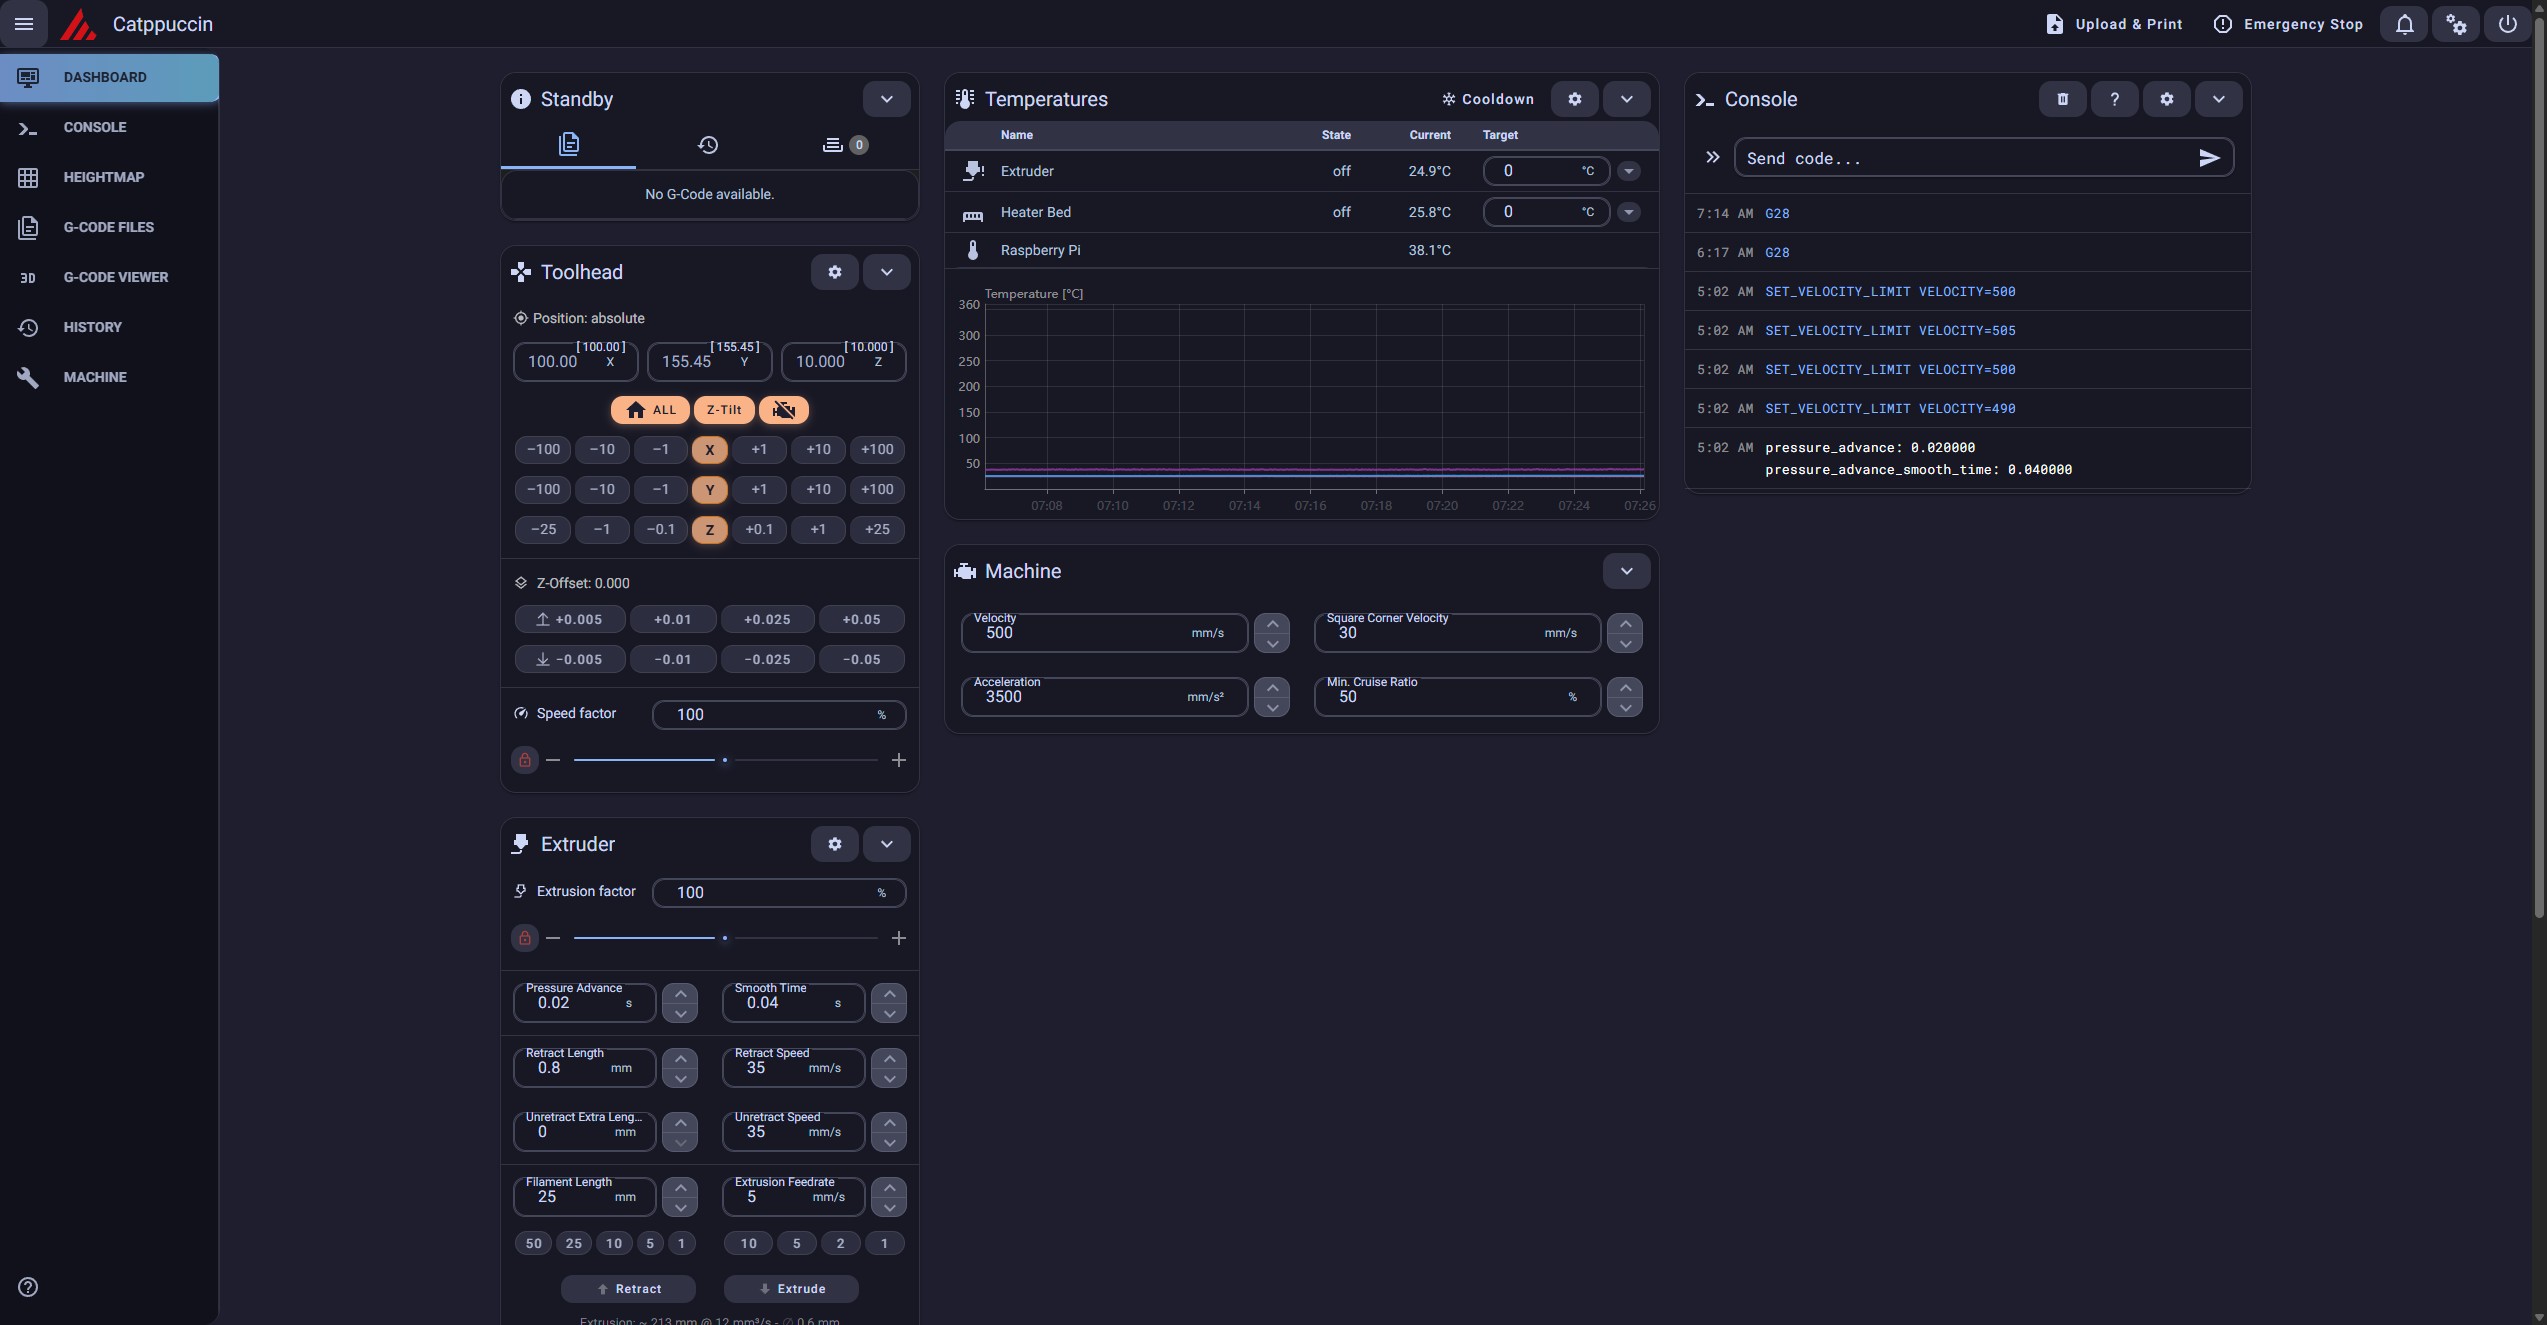 Catppuccin
Upload & Print
Emergency Stop
DASHBOARD
CONSOLE
HEIGHTMAP
G-CODE FILES
3D G-CODE VIEWER
HISTORY
MACHINE
Standby
0
No G-Code available.
Toolhead
Position: absolute
[ 100.00 ] [ 155.45 ] [ 10.000 ]
100.00 X 155.45 Y 10.000 Z
ALL Z-Tilt
−100 −10 −1 X +1 +10 +100
−100 −10 −1 Y +1 +10 +100
−25 −1 −0.1 Z +0.1 +1 +25
Z-Offset: 0.000
+0.005 +0.01 +0.025 +0.05
−0.005 −0.01 −0.025 −0.05
Speed factor 100 %
Extruder
Extrusion factor 100 %
Pressure Advance Smooth Time
0.02 s 0.04 s
Retract Length Retract Speed
0.8 mm 35 mm/s
Unretract Extra Leng... Unretract Speed
0 mm 35 mm/s
Filament Length Extrusion Feedrate
25 mm 5 mm/s
50 25 10 5 1 10 5 2 1
Retract Extrude
Extrusion: ~ 213 mm @ 12 mm³/s - ∅ 0.6 mm
Temperatures
Cooldown
Name State Current Target
Extruder off 24.9°C 0 °C
Heater Bed off 25.8°C 0 °C
Raspberry Pi 38.1°C
Temperature [°C]
360
300
250
200
150
100
50
07:08 07:10 07:12 07:14 07:16 07:18 07:20 07:22 07:24 07:26
Machine
Velocity Square Corner Velocity
500 mm/s 30 mm/s
Acceleration Min. Cruise Ratio
3500 mm/s² 50 %
Console
?
Send code...
7:14 AM G28
6:17 AM G28
5:02 AM SET_VELOCITY_LIMIT VELOCITY=500
5:02 AM SET_VELOCITY_LIMIT VELOCITY=505
5:02 AM SET_VELOCITY_LIMIT VELOCITY=500
5:02 AM SET_VELOCITY_LIMIT VELOCITY=490
5:02 AM pressure_advance: 0.020000
pressure_advance_smooth_time: 0.040000